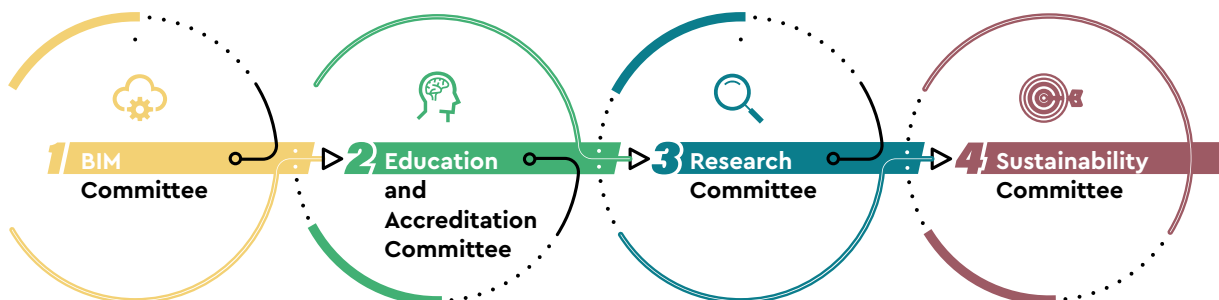 1 BIM
Committee
2 Education
and
Accreditation
Committee
3 Research
Committee
4 Sustainability
Committee